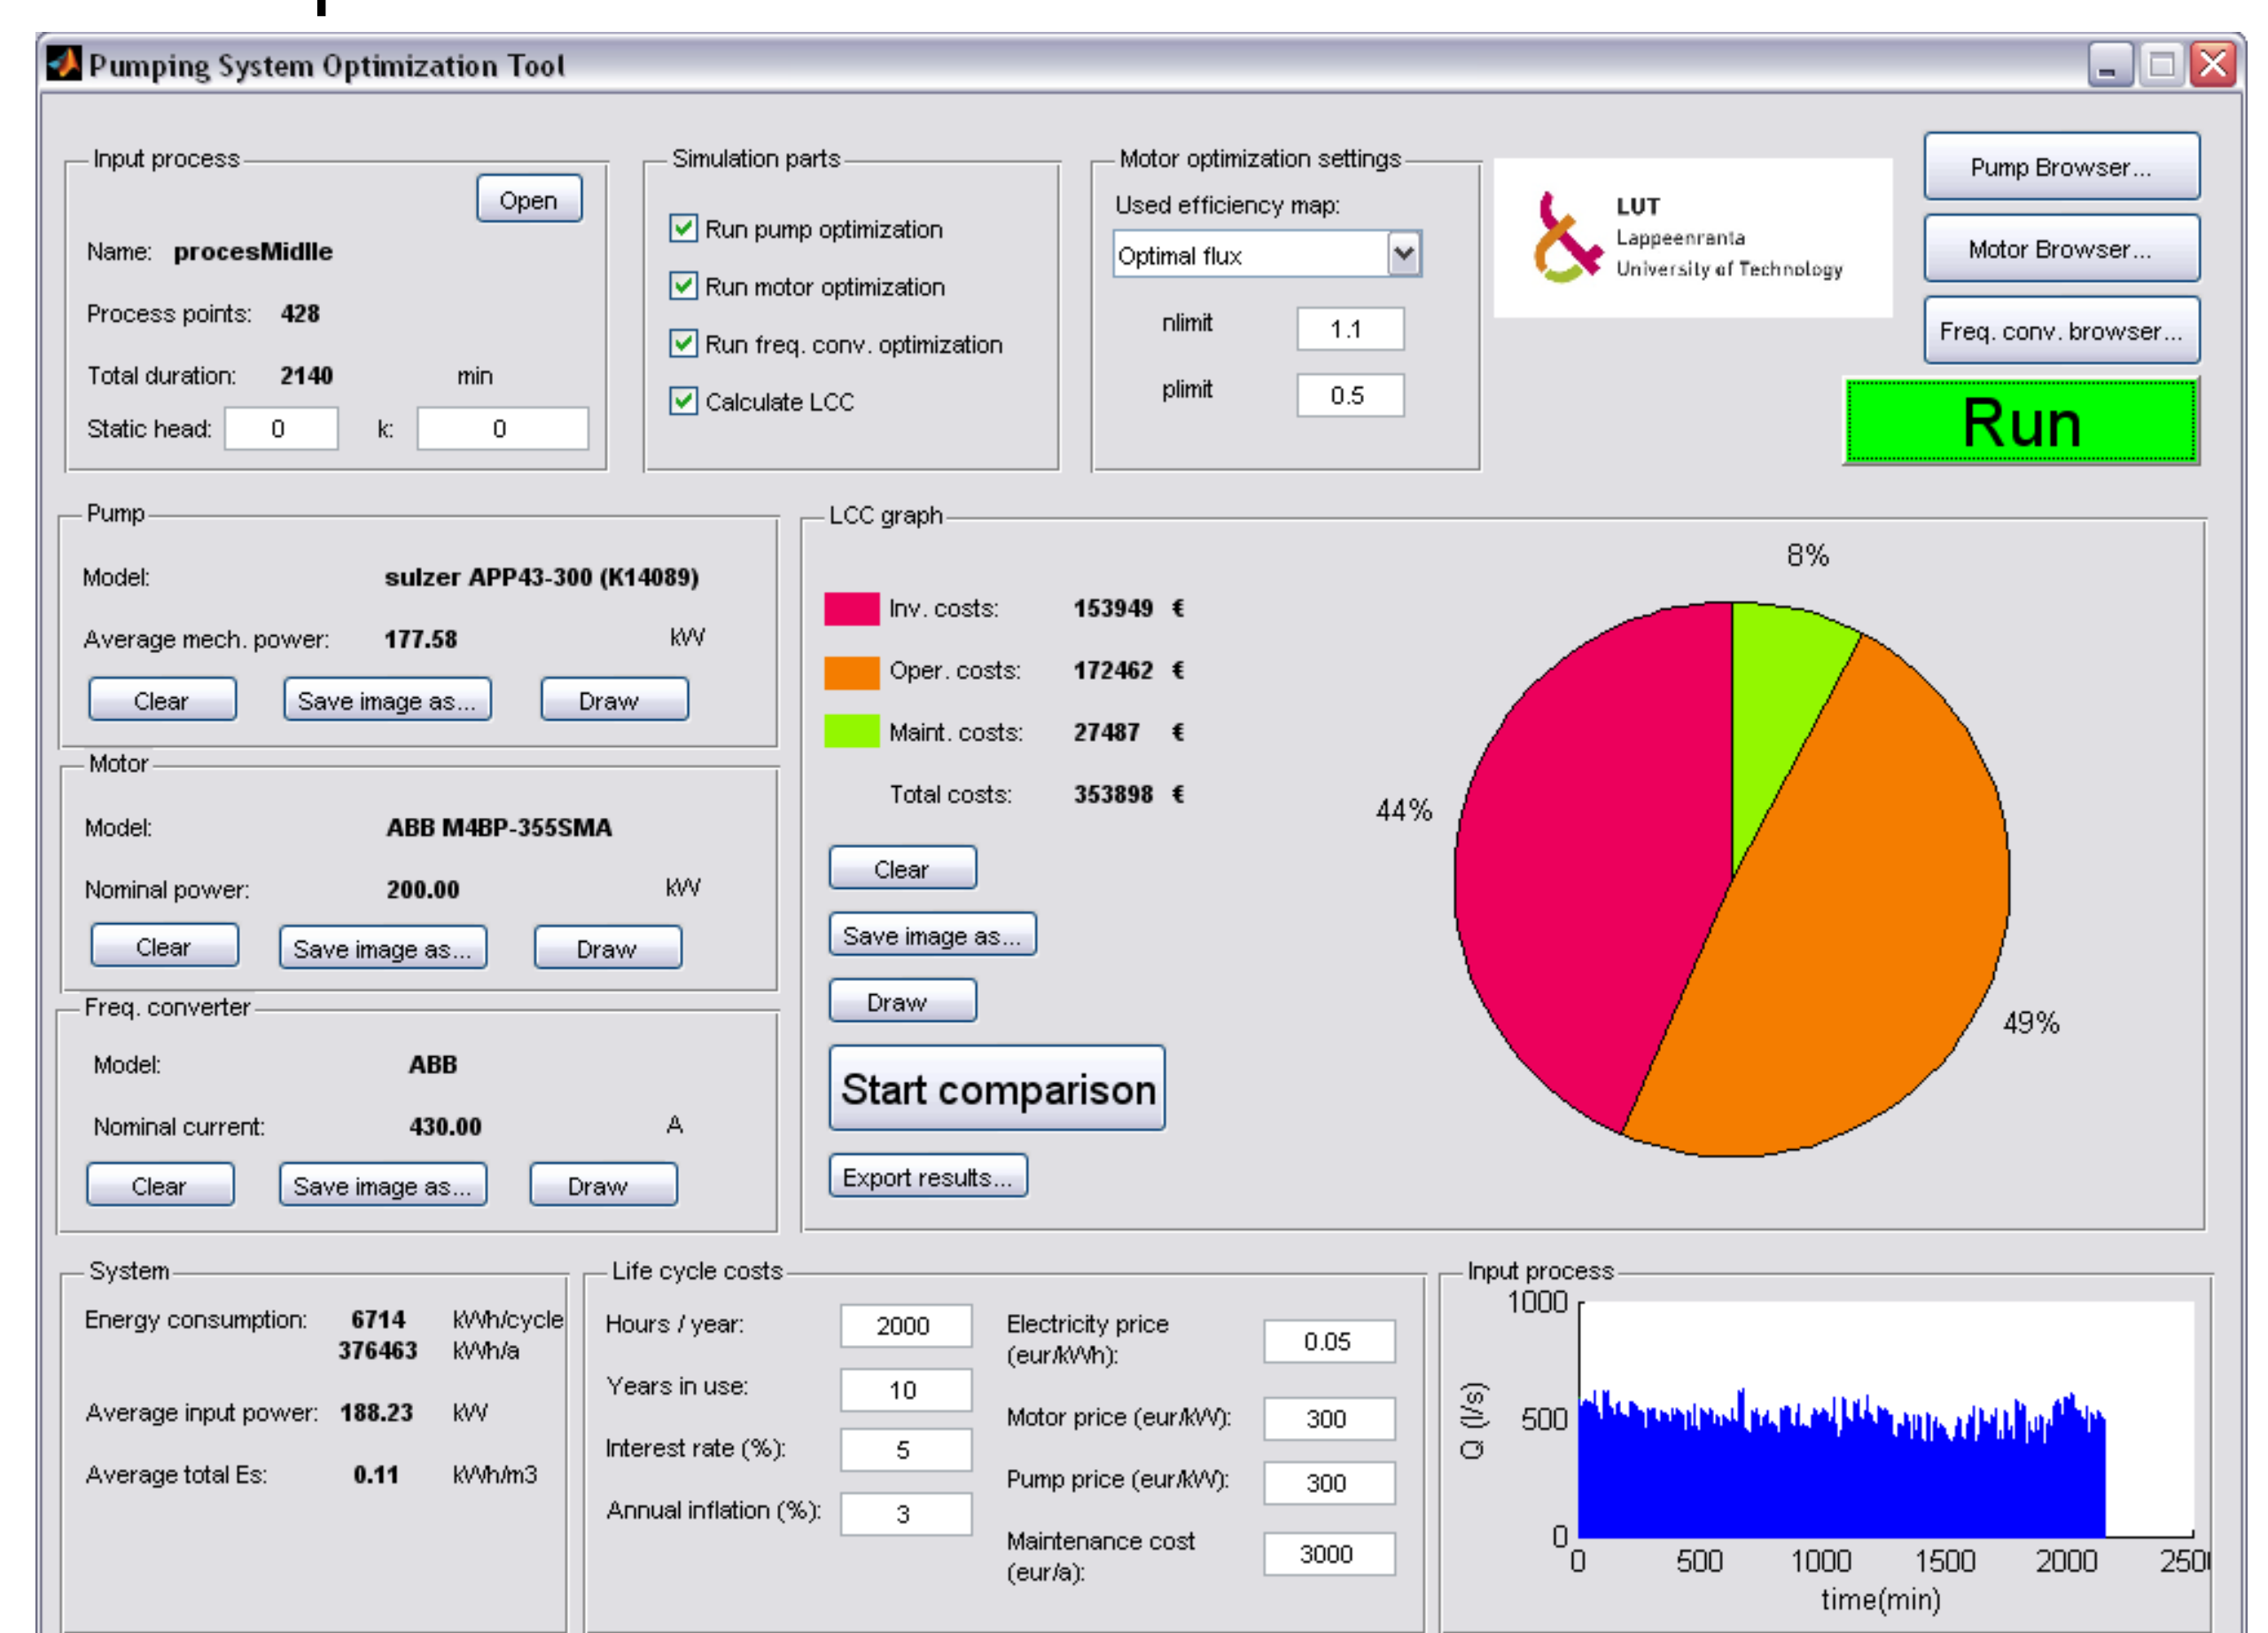 Pumping System Optimization Tool
Input process
Open
Name: procesMidlle
Process points: 428
Total duration: 2140 min
Static head: 0 k: 0
Simulation parts
Run pump optimization
Run motor optimization
Run freq. conv. optimization
Calculate LCC
Motor optimization settings
Used efficiency map:
Optimal flux
nlimit 1.1
plimit 0.5
LUT
Lappeenranta
University of Technology
Pump Browser...
Motor Browser...
Freq. conv. browser...
Run
Pump
Model: sulzer APP43-300 (K14089)
Average mech. power: 177.58 kW
Clear Save image as... Draw
Motor
Model: ABB M4BP-355SMA
Nominal power: 200.00 kW
Clear Save image as... Draw
Freq. converter
Model: ABB
Nominal current: 430.00 A
Clear Save image as... Draw
LCC graph
Inv. costs: 153949 €
Oper. costs: 172462 €
Maint. costs: 27487 €
Total costs: 353898 €
Clear
Save image as...
Draw
Start comparison
Export results...
8%
44%
49%
System
Energy consumption: 6714 kWh/cycle
376463 kWh/a
Average input power: 188.23 kW
Average total Es: 0.11 kWh/m3
Life cycle costs
Hours / year: 2000
Years in use: 10
Interest rate (%): 5
Annual inflation (%): 3
Electricity price
(eur/kWh): 0.05
Motor price (eur/kW): 300
Pump price (eur/kW): 300
Maintenance cost
(eur/a): 3000
Input process
1000
500
0
Q (l/s)
0 500 1000 1500 2000 250
time(min)